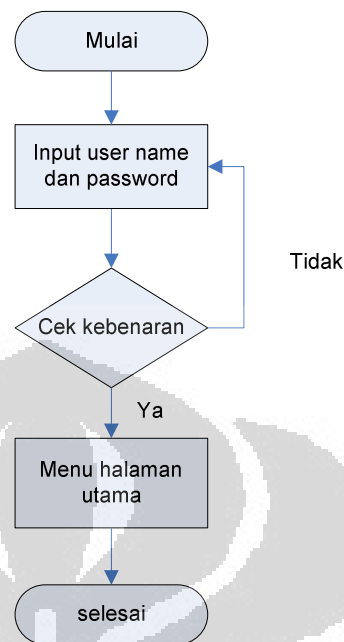 Mulai
Input user name
dan password
Tidak
Cek kebenaran
Ya
Menu halaman
utama
selesai